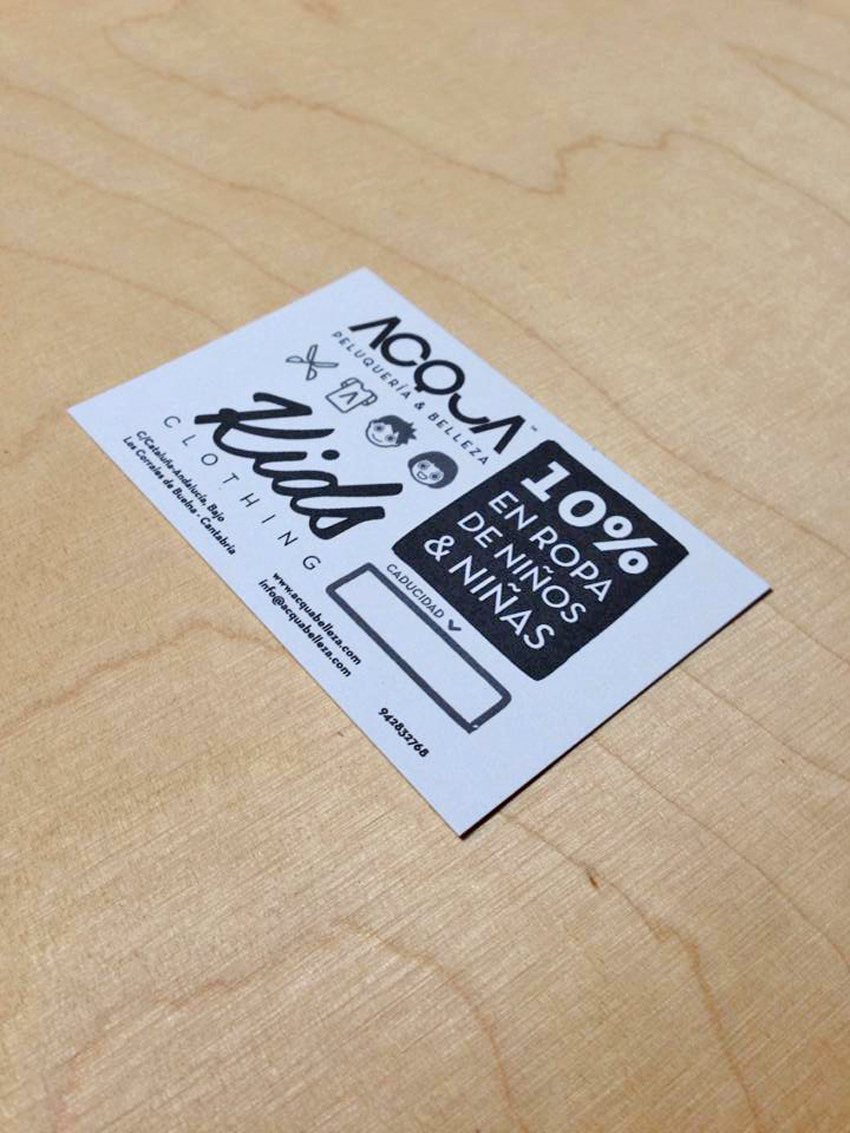 ACQUA™
PELUQUERÍA & BELLEZA
Kids
CLOTHING
C/Cataluña-Andalucía, Bajo
Los Corrales de Buelna - Cantabria
10%
EN ROPA
DE NIÑOS
& NIÑAS
CADUCIDAD
www.acquabelleza.com
info@acquabelleza.com
942832768